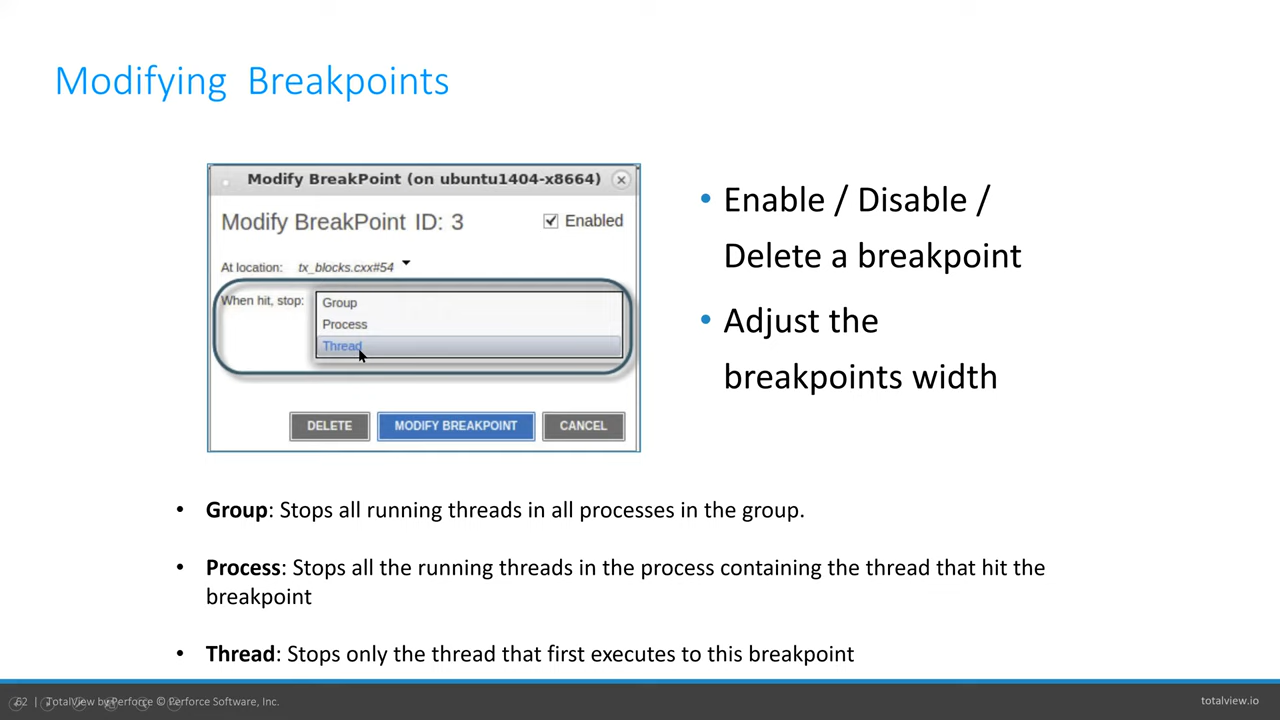 Modifying Breakpoints
Modify BreakPoint (on ubuntu1404-x8664)
Modify BreakPoint ID: 3
Enabled
At location: tx_blocks.cxx#54
When hit, stop:
Group
Process
Thread
DELETE
MODIFY BREAKPOINT
CANCEL
• Enable / Disable /
Delete a breakpoint
• Adjust the
breakpoints width
• Group: Stops all running threads in all processes in the group.
• Process: Stops all the running threads in the process containing the thread that hit the
breakpoint
• Thread: Stops only the thread that first executes to this breakpoint
62 | TotalView by Perforce © Perforce Software, Inc.
totalview.io